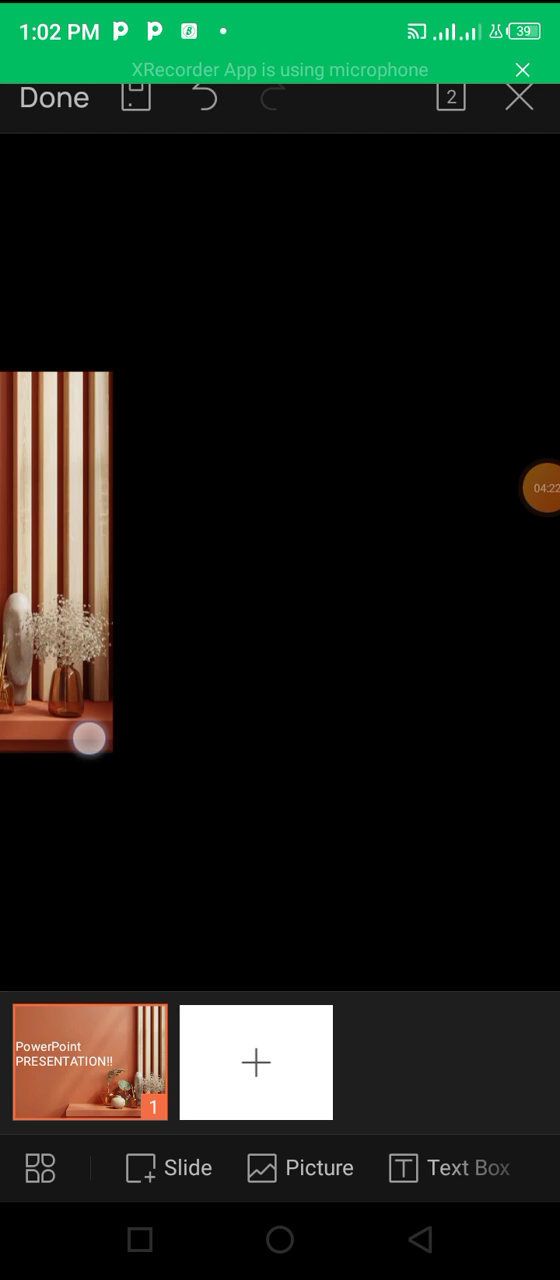 1:02 PM
39
XRecorder App is using microphone
Done
2
04:22
PowerPoint
PRESENTATION!!
1
Slide
Picture
Text Box